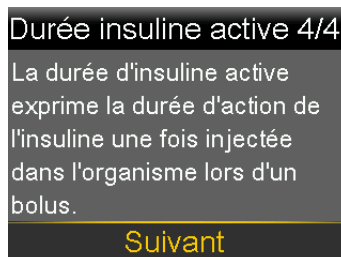 Durée insuline active 4/4
La durée d'insuline active
exprime la durée d'action de
l'insuline une fois injectée
dans l'organisme lors d'un
bolus.
Suivant